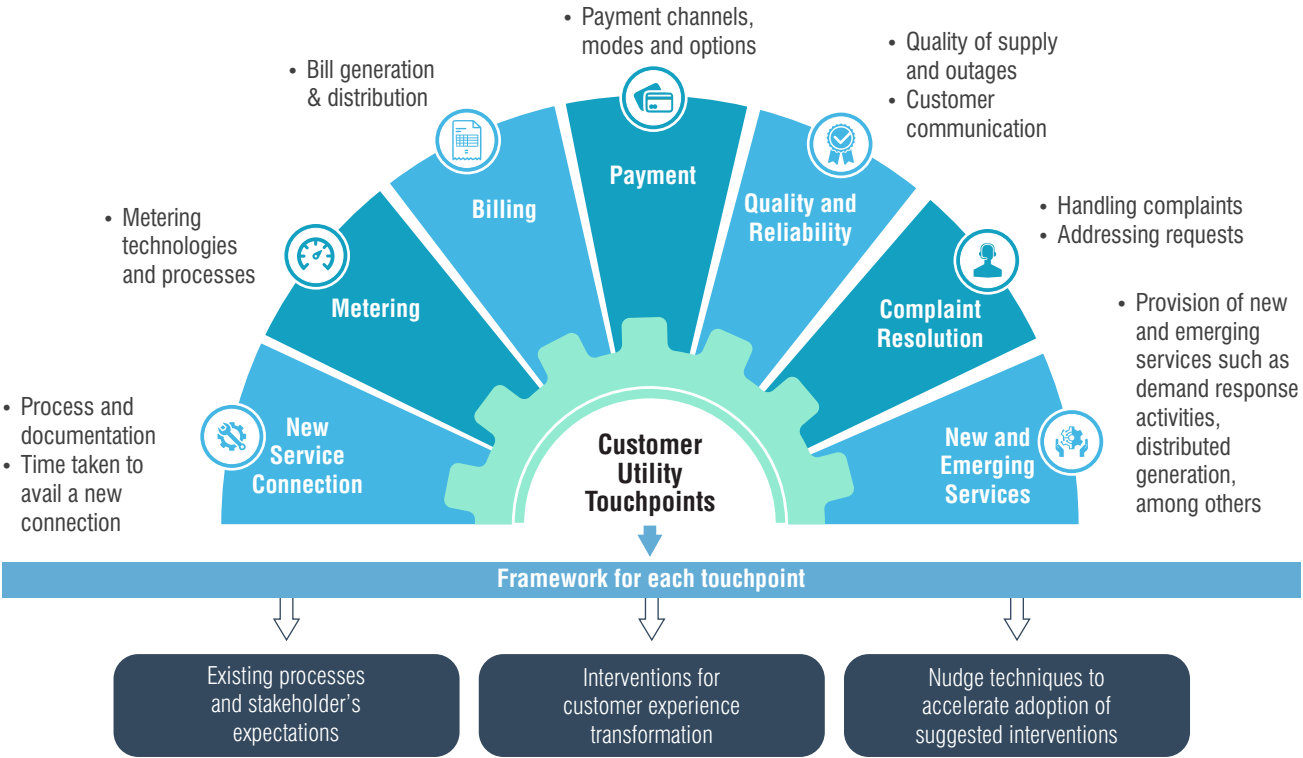 • Process and
documentation
• Time taken to
avail a new
connection
New
Service
Connection
• Metering
technologies
and processes
Metering
• Bill generation
& distribution
Billing
• Payment channels,
modes and options
Payment
• Quality of supply
and outages
• Customer
communication
Quality and
Reliability
• Handling complaints
• Addressing requests
Complaint
Resolution
• Provision of new
and emerging
services such as
demand response
activities,
distributed
generation,
among others
New and
Emerging
Services
Customer
Utility
Touchpoints
Framework for each touchpoint
Existing processes
and stakeholder's
expectations
Interventions for
customer experience
transformation
Nudge techniques to
accelerate adoption of
suggested interventions